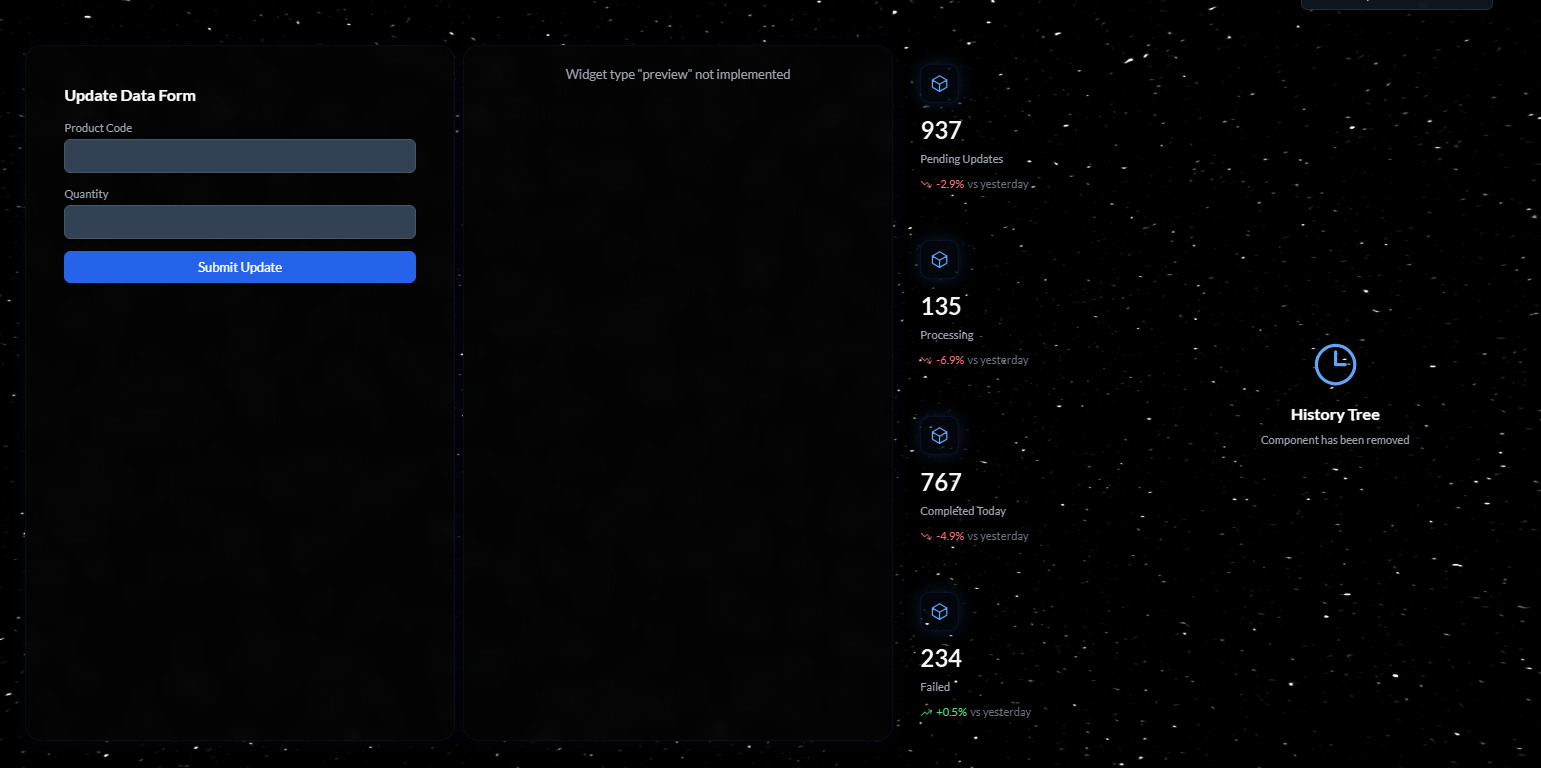 Update Data Form
Product Code
Quantity
Submit Update
Widget type "preview" not implemented
937
Pending Updates
-2.9% vs yesterday
135
Processing
-6.9% vs yesterday
767
Completed Today
-4.9% vs yesterday
234
Failed
+0.5% vs yesterday
History Tree
Component has been removed